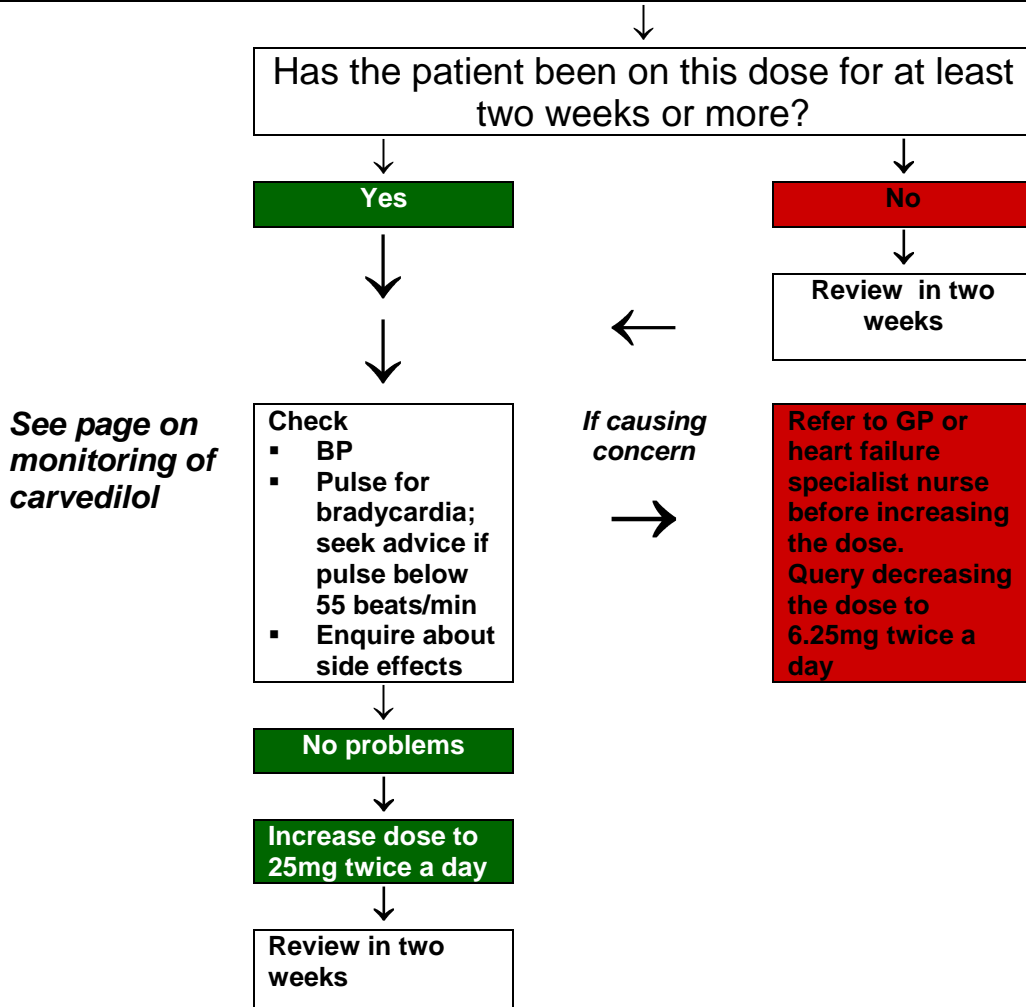 Has the patient been on this dose for at least
two weeks or more?
Yes
No
Review in two
weeks
See page on
monitoring of
carvedilol
Check
▪ BP
▪ Pulse for
bradycardia;
seek advice if
pulse below
55 beats/min
▪ Enquire about
side effects
If causing
concern
Refer to GP or
heart failure
specialist nurse
before increasing
the dose.
Query decreasing
the dose to
6.25mg twice a
day
No problems
Increase dose to
25mg twice a day
Review in two
weeks